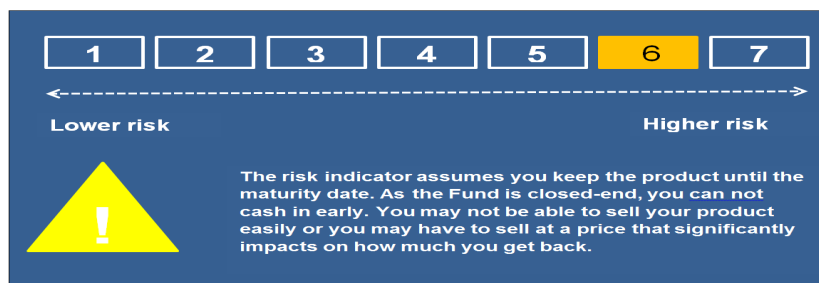 1 2 3 4 5 6 7
Lower risk Higher risk
!
The risk indicator assumes you keep the product until the
maturity date. As the Fund is closed-end, you can not
cash in early. You may not be able to sell your product
easily or you may have to sell at a price that significantly
impacts on how much you get back.